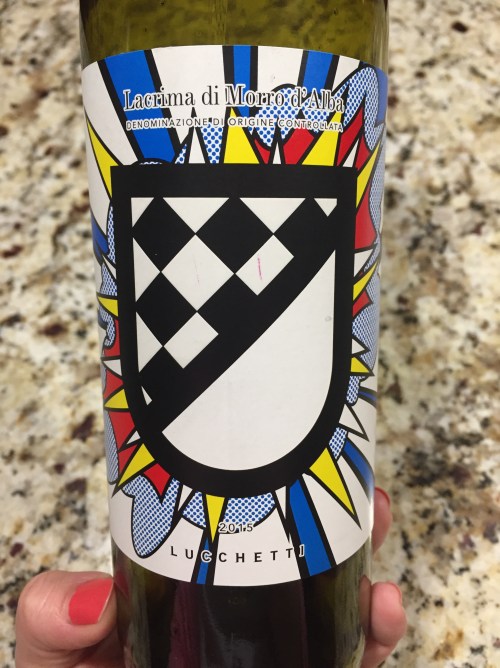 Lacrima di Morro d'Alba
DENOMINAZIONE DI ORIGINE CONTROLLATA
2015
LUCCHETTI